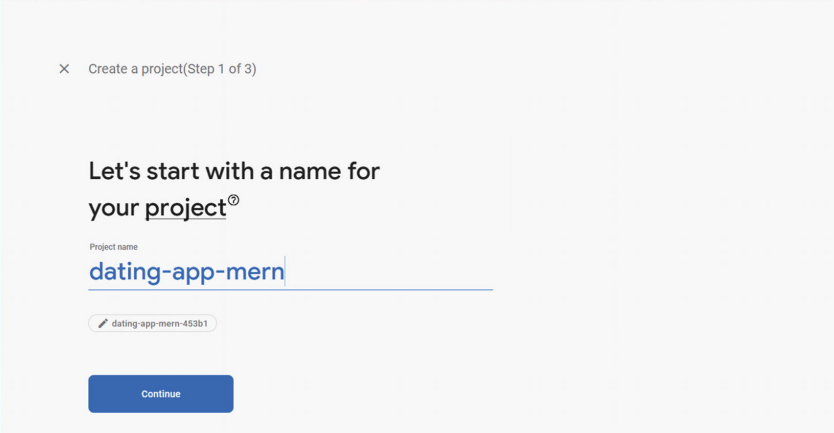 Create a project(Step 1 of 3)
Let's start with a name for
your project
Project name
dating-app-mern
dating-app-mern-453b1
Continue